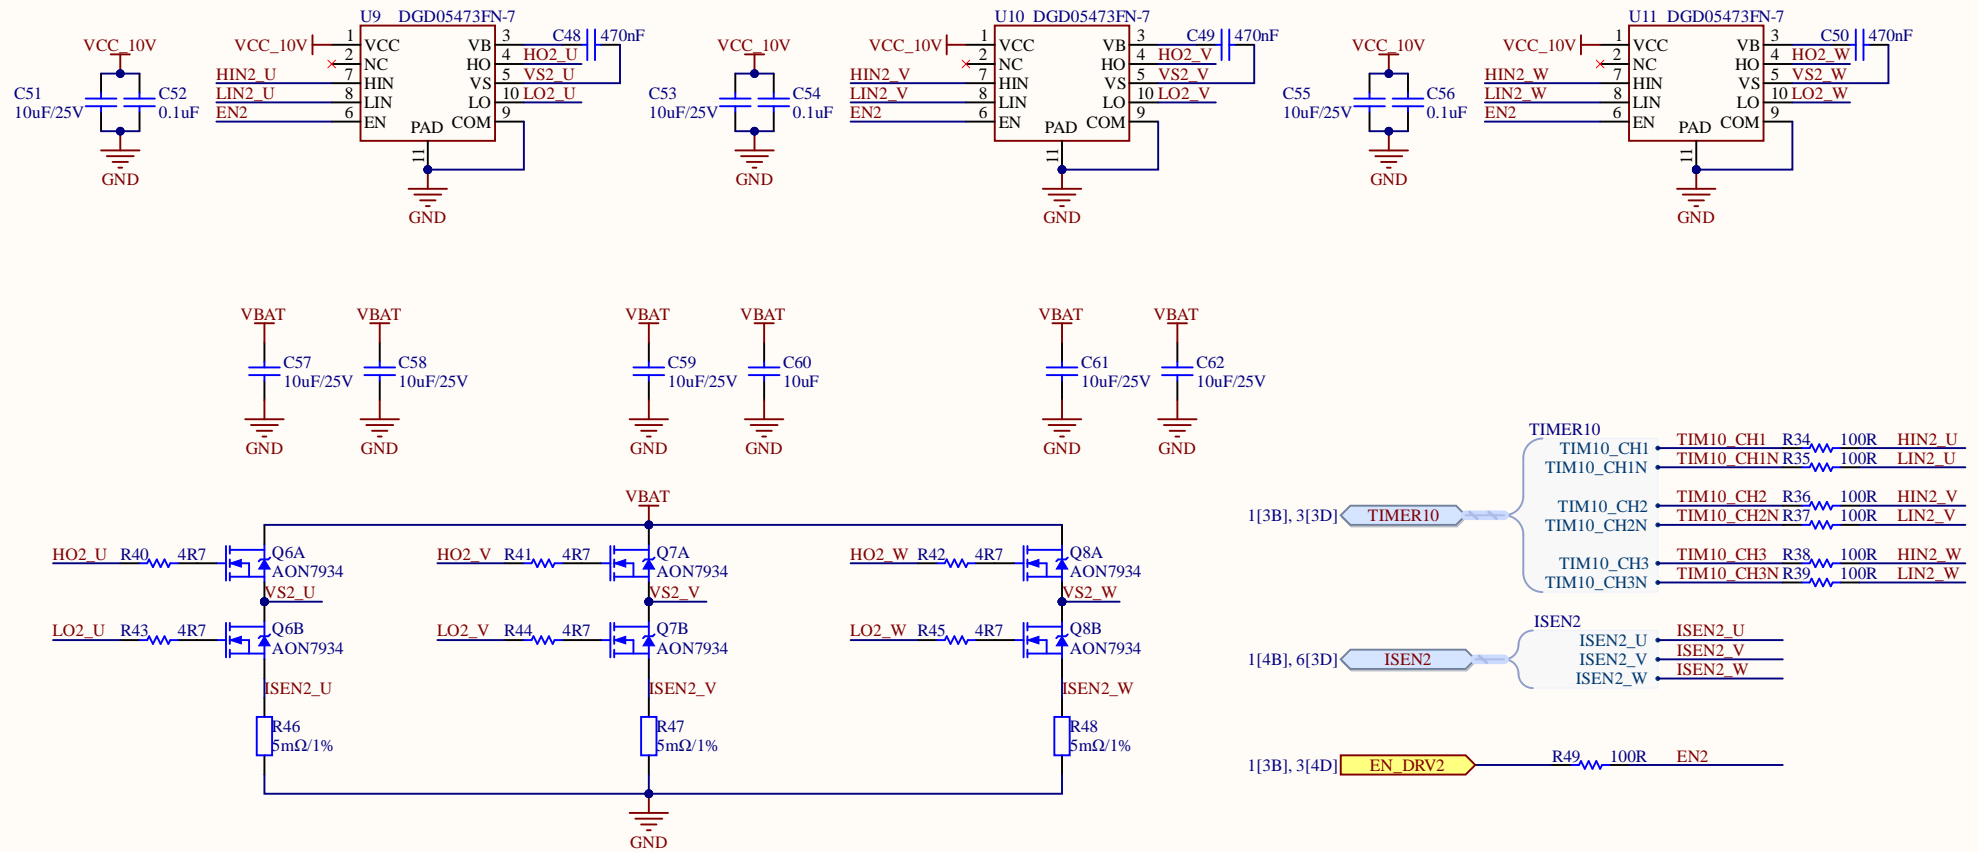 U9 DGD05473FN-7
VCC_10V
C51
10uF/25V
C52
0.1uF
GND
VCC_10V
HIN2_U
LIN2_U
EN2
1 VCC
2 NC
7 HIN
8 LIN
6 EN
VB 3
HO 4
VS 5
LO 10
COM 9
PAD
11
GND
C48 470nF
HO2_U
VS2_U
LO2_U
U10 DGD05473FN-7
VCC_10V
C53
10uF/25V
C54
0.1uF
GND
VCC_10V
HIN2_V
LIN2_V
EN2
1 VCC
2 NC
7 HIN
8 LIN
6 EN
VB 3
HO 4
VS 5
LO 10
COM 9
PAD
11
GND
C49 470nF
HO2_V
VS2_V
LO2_V
U11 DGD05473FN-7
VCC_10V
C55
10uF/25V
C56
0.1uF
GND
VCC_10V
HIN2_W
LIN2_W
EN2
1 VCC
2 NC
7 HIN
8 LIN
6 EN
VB 3
HO 4
VS 5
LO 10
COM 9
PAD
11
GND
C50 470nF
HO2_W
VS2_W
LO2_W
VBAT
C57
10uF/25V
GND
VBAT
C58
10uF/25V
GND
VBAT
C59
10uF/25V
GND
VBAT
C60
10uF
GND
VBAT
C61
10uF/25V
GND
VBAT
C62
10uF/25V
GND
VBAT
HO2_U R40 4R7
Q6A
AON7934
VS2_U
LO2_U R43 4R7
Q6B
AON7934
ISEN2_U
R46
5mΩ/1%
HO2_V R41 4R7
Q7A
AON7934
VS2_V
LO2_V R44 4R7
Q7B
AON7934
ISEN2_V
R47
5mΩ/1%
HO2_W R42 4R7
Q8A
AON7934
VS2_W
LO2_W R45 4R7
Q8B
AON7934
ISEN2_W
R48
5mΩ/1%
GND
TIMER10
1[3B], 3[3D] TIMER10
TIM10_CH1 TIM10_CH1 R34 100R HIN2_U
TIM10_CH1N TIM10_CH1N R35 100R LIN2_U
TIM10_CH2 TIM10_CH2 R36 100R HIN2_V
TIM10_CH2N TIM10_CH2N R37 100R LIN2_V
TIM10_CH3 TIM10_CH3 R38 100R HIN2_W
TIM10_CH3N TIM10_CH3N R39 100R LIN2_W
ISEN2
1[4B], 6[3D] ISEN2
ISEN2_U ISEN2_U
ISEN2_V ISEN2_V
ISEN2_W ISEN2_W
1[3B], 3[4D] EN_DRV2 R49 100R EN2